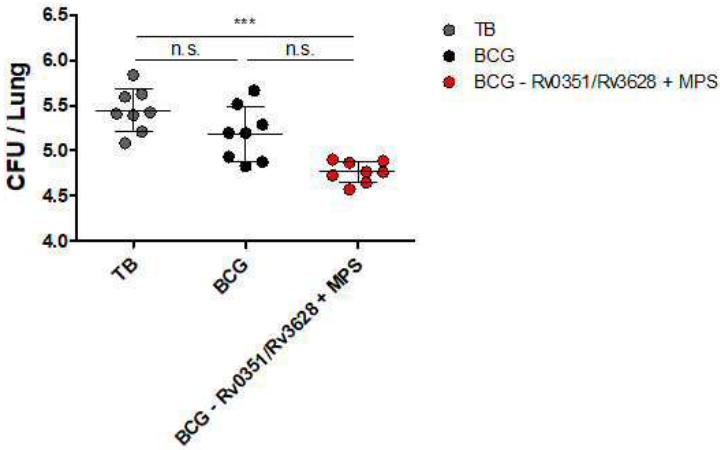 6.5
***
TB
n.s.
n.s.
BCG
6.0
BCG - Rv0351/Rv3628 + MPS
5.5
CFU / Lung
5.0
4.5
4.0
TB
BCG
BCG - Rv0351/Rv3628 + MPS